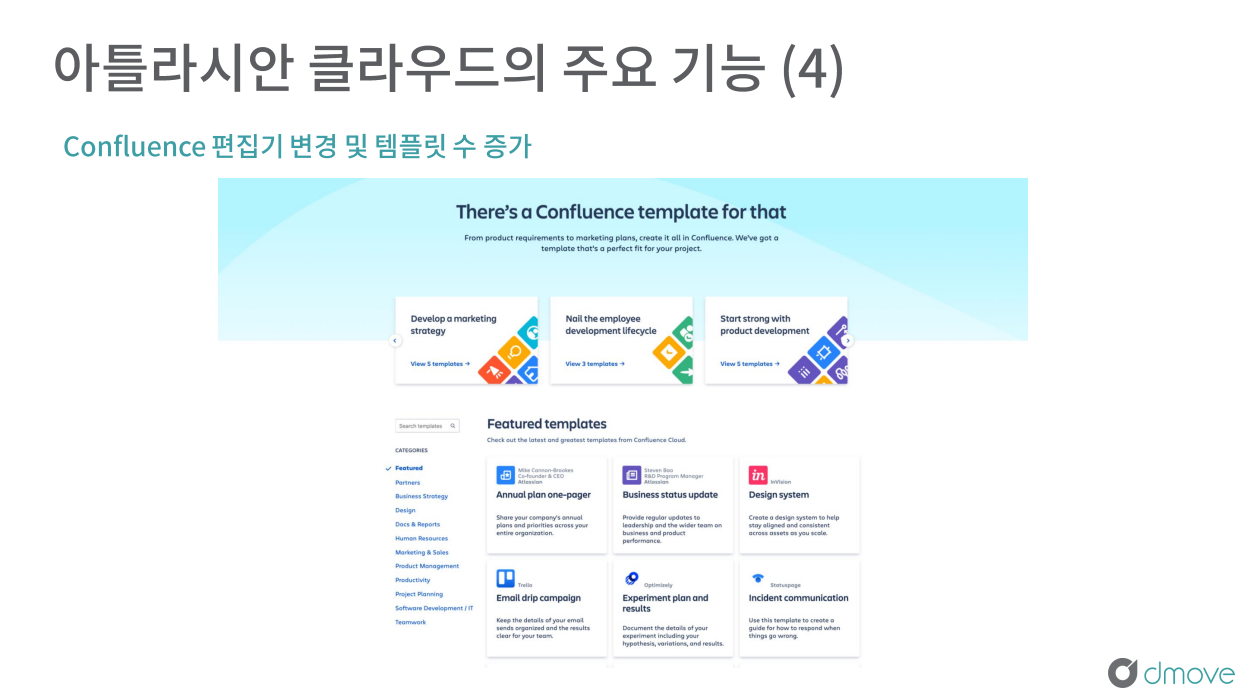 아틀라시안 클라우드의 주요 기능 (4)
Confluence 편집기 변경 및 템플릿 수 증가
There's a Confluence template for that
From product requirements to marketing plans, create it all in Confluence. We've got a
template that's a perfect fit for your project.
Develop a marketing
strategy
View 5 templates →
Nail the employee
development lifecycle
View 3 templates →
Start strong with
product development
View 5 templates →
Search templates
CATEGORIES
Featured
Partners
Business Strategy
Design
Docs & Reports
Human Resources
Marketing & Sales
Product Management
Productivity
Project Planning
Software Development / IT
Teamwork
Featured templates
Check out the latest and greatest templates from Confluence Cloud.
Mike Cannon-Brookes
Co-founder & CEO
Atlassian
Annual plan one-pager
Share your company's annual
plans and priorities across your
entire organization.
Steven Bao
R&D Program Manager
Atlassian
Business status update
Provide regular updates to
leadership and the wider team on
business and product
performance.
in
InVision
Design system
Create a design system to help
stay aligned and consistent
across assets as you scale.
Trello
Email drip campaign
Keep the details of your email
sends organized and the results
clear for your team.
Optimizely
Experiment plan and
results
Document the details of your
experiment including your
hypothesis, variations, and results.
Statuspage
Incident communication
Use this template to create a
guide for how to respond when
things go wrong.
dmove